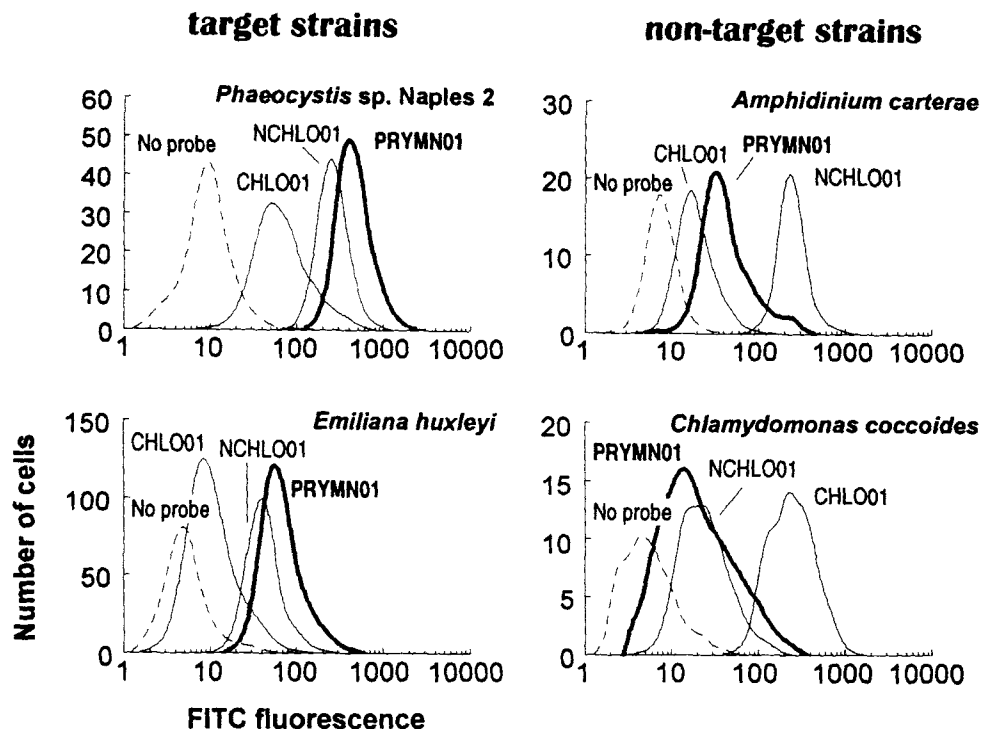 target strains
non-target strains
Phaeocystis sp. Naples 2
60
50
40
30
20
10
0
No probe
NCHLO01
CHLO01
PRYMN01
1 10 100 1000 10000
Amphidinium carterae
30
20
10
0
No probe
CHLO01
PRYMN01
NCHLO01
1 10 100 1000 10000
Number of cells
Emiliana huxleyi
150
100
50
0
CHLO01
NCHLO01
No probe
PRYMN01
1 10 100 1000 10000
FITC fluorescence
Chlamydomonas coccoides
20
15
10
5
0
PRYMN01
NCHLO01
No probe
CHLO01
1 10 100 1000 10000